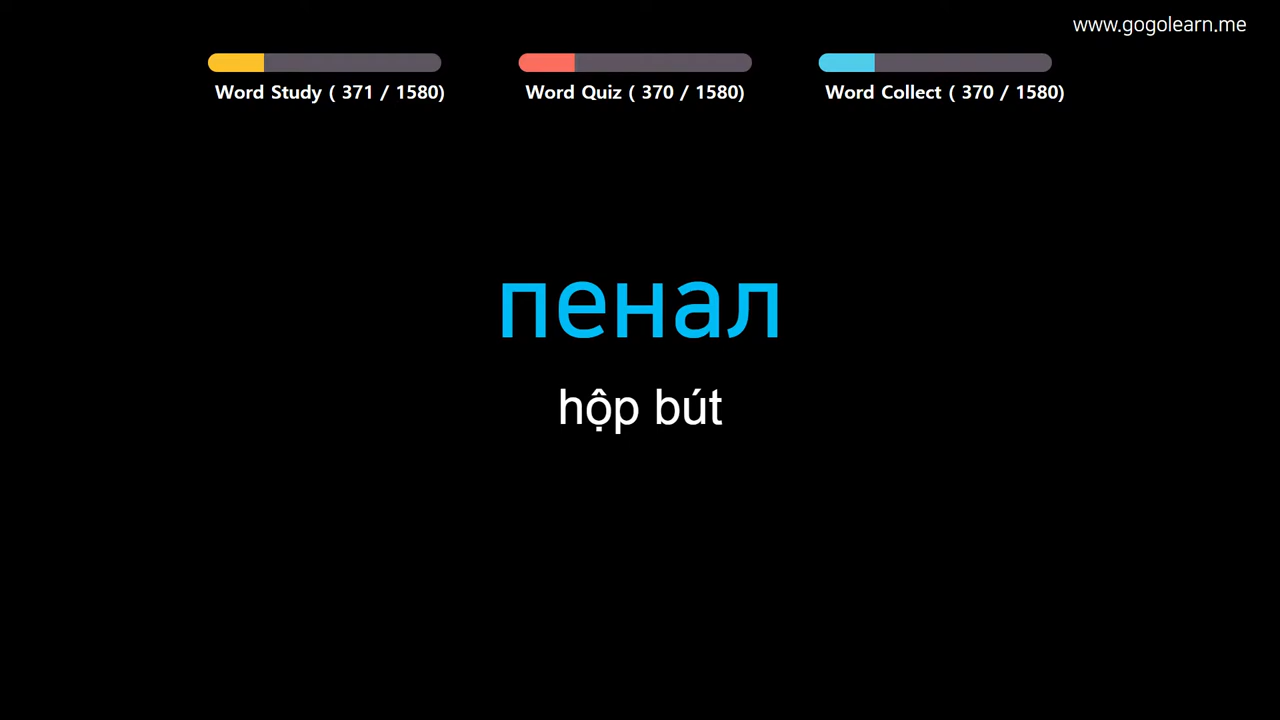 www.gogolearn.me
Word Study ( 371 / 1580)
Word Quiz ( 370 / 1580)
Word Collect ( 370 / 1580)
пенал
hộp bút